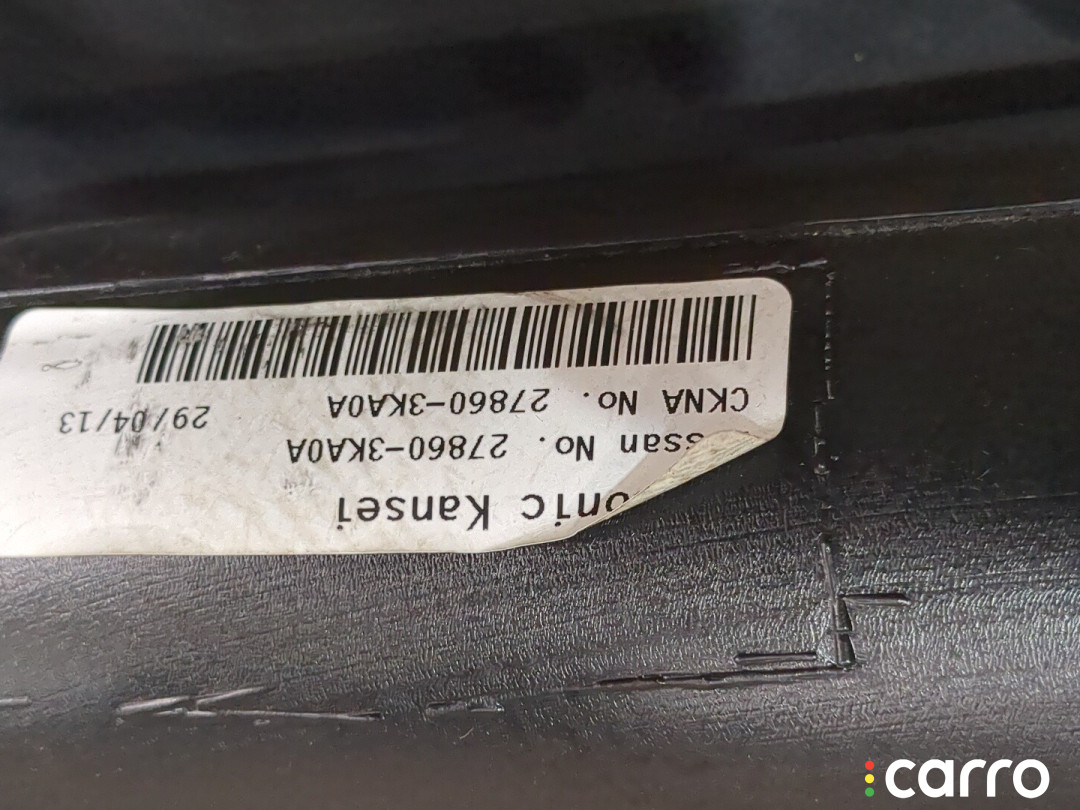 onic Kansei
ssan No. 27860-3KA0A
CKNA No. 27860-3KA0A
29/04/13
carro